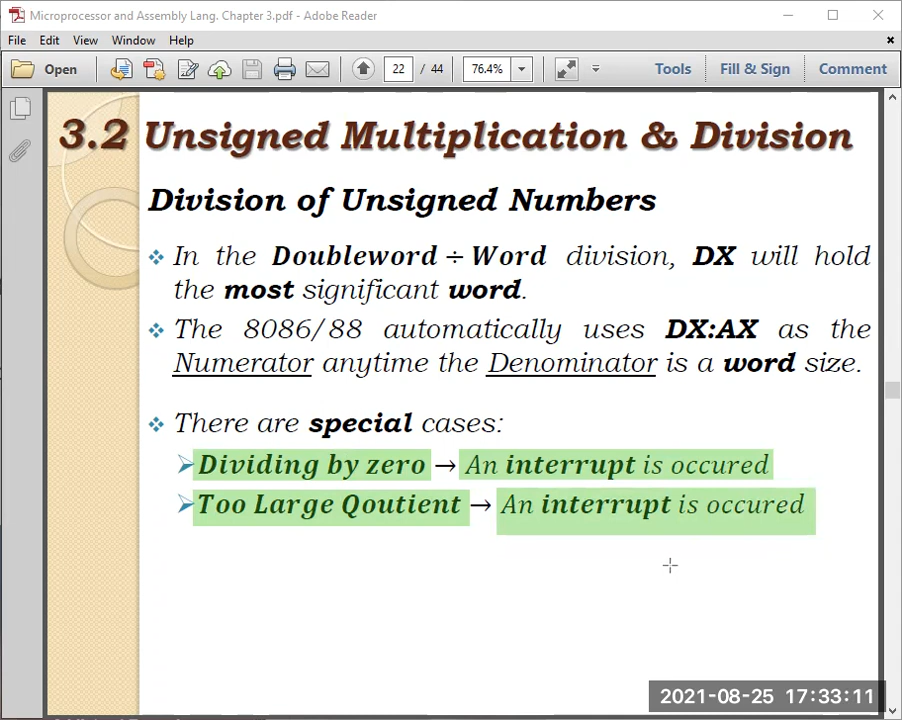 Microprocessor and Assembly Lang. Chapter 3.pdf - Adobe Reader
File Edit View Window Help
Open 22 / 44 76.4% Tools Fill & Sign Comment
3.2 Unsigned Multiplication & Division
Division of Unsigned Numbers
❖ In the Doubleword ÷ Word division, DX will hold
the most significant word.
❖ The 8086/88 automatically uses DX:AX as the
Numerator anytime the Denominator is a word size.
❖ There are special cases:
➢ Dividing by zero → An interrupt is occured
➢ Too Large Qoutient → An interrupt is occured
2021-08-25 17:33:11